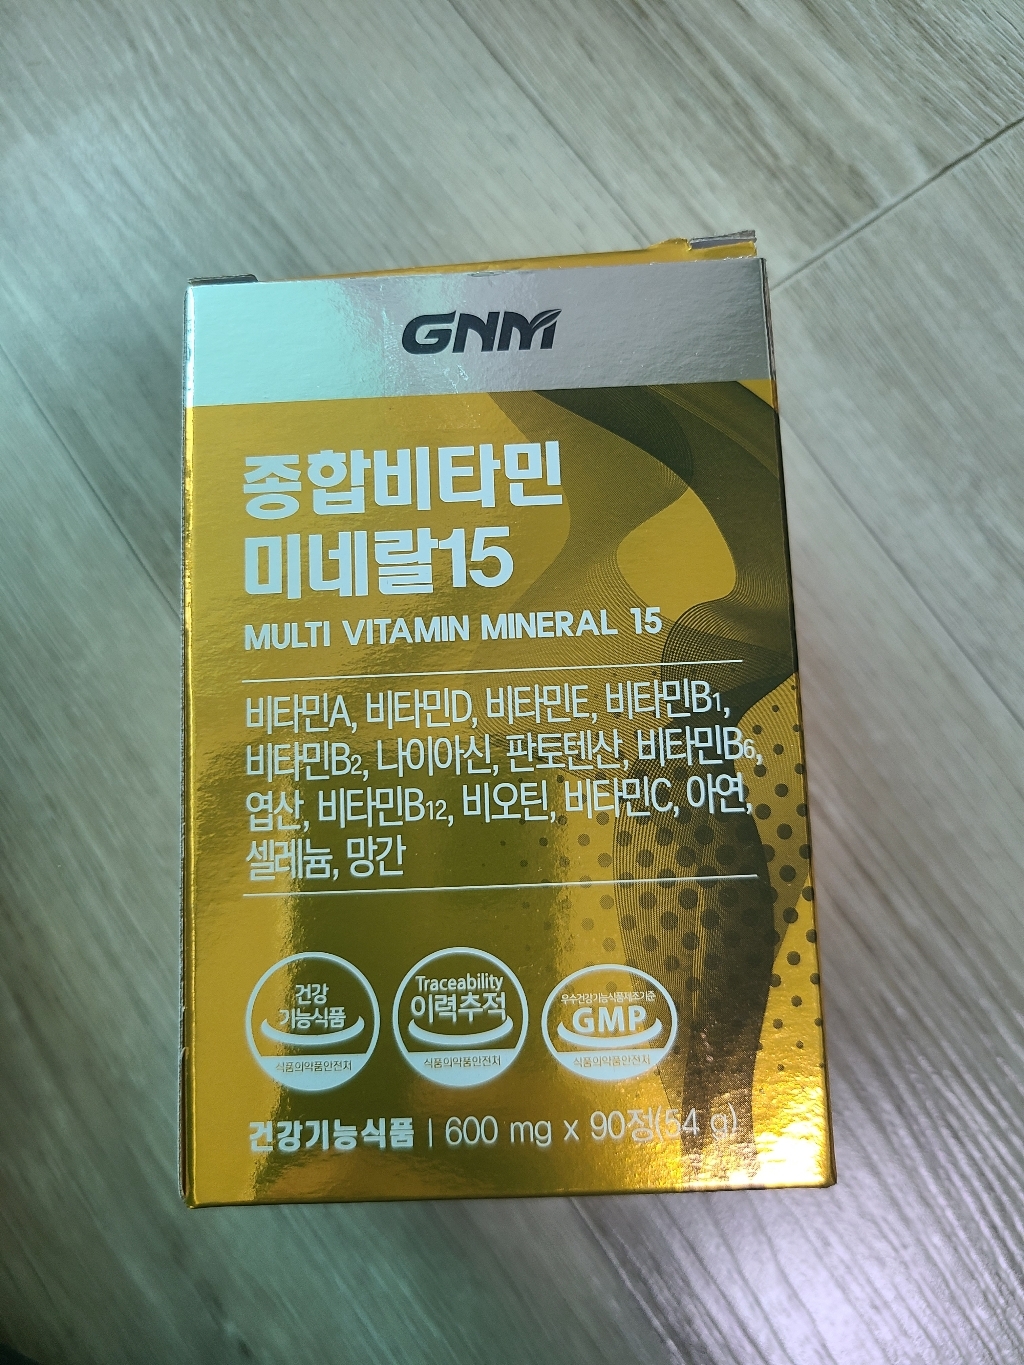 GNM
종합비타민
미네랄15
MULTI VITAMIN MINERAL 15
비타민A, 비타민D, 비타민E, 비타민B1,
비타민B2, 나이아신, 판토텐산, 비타민B6,
엽산, 비타민B12, 비오틴, 비타민C, 아연,
셀레늄, 망간
건강
기능식품
식품의약품안전처
Traceability
이력추적
식품의약품안전처
우수건강기능식품제조기준
GMP
식품의약품안전처
건강기능식품 | 600 mg x 90정(54 g)